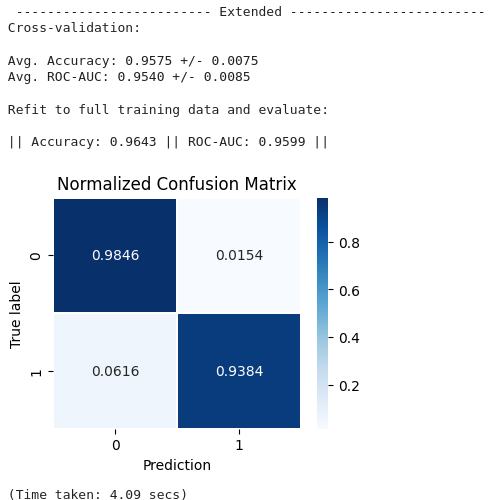 ------------------------- Extended -------------------------
Cross-validation:
Avg. Accuracy: 0.9575 +/- 0.0075
Avg. ROC-AUC: 0.9540 +/- 0.0085
Refit to full training data and evaluate:
|| Accuracy: 0.9643 || ROC-AUC: 0.9599 ||
Normalized Confusion Matrix
True label
0
0.9846
0.0154
1
0.0616
0.9384
0
1
Prediction
0.8
0.6
0.4
0.2
(Time taken: 4.09 secs)